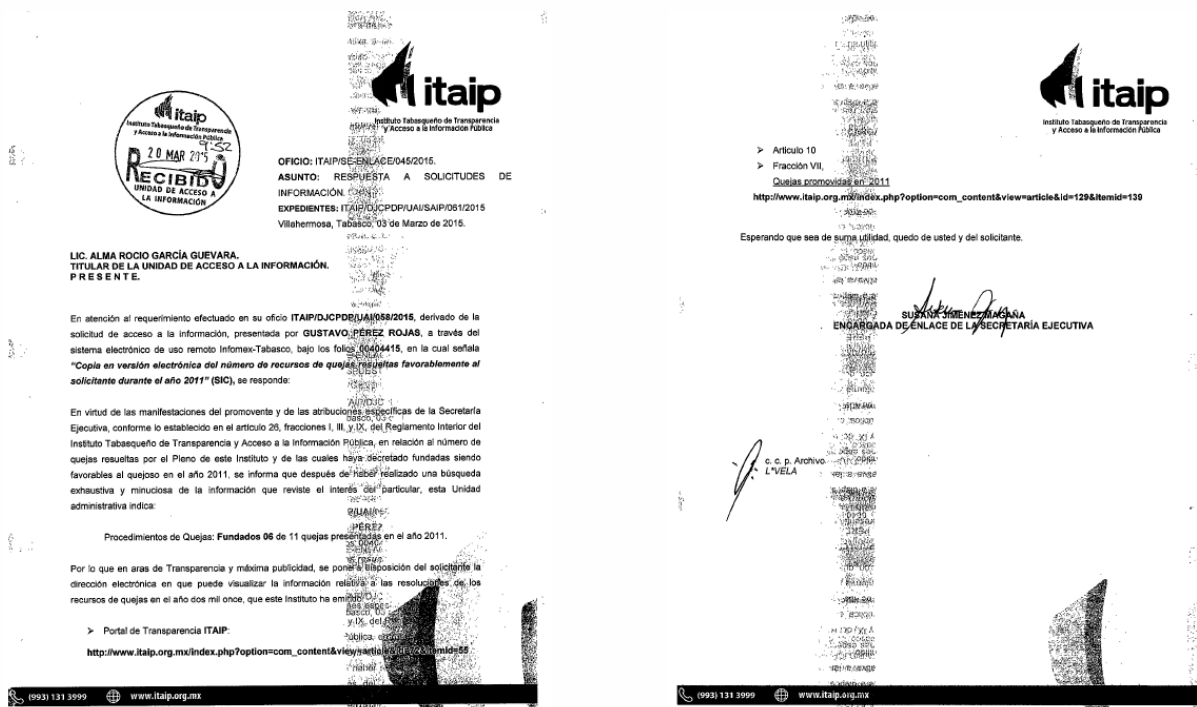 itaip
Instituto Tabasqueño de Transparencia
y Acceso a la Información Pública
itaip
Instituto Tabasqueño de Transparencia
y Acceso a la Información Pública
9:52
20 MAR 2015
RECIBIDO
UNIDAD DE ACCESO A
LA INFORMACIÓN
OFICIO: ITAIP/SE-ENLACE/045/2015.
ASUNTO: RESPUESTA A SOLICITUDES DE
INFORMACIÓN.
EXPEDIENTES: ITAIP/DJCPDP/UAI/SAIP/061/2015
Villahermosa, Tabasco, 03 de Marzo de 2015.
LIC. ALMA ROCIO GARCÍA GUEVARA.
TITULAR DE LA UNIDAD DE ACCESO A LA INFORMACIÓN.
P R E S E N T E.
En atención al requerimiento efectuado en su oficio ITAIP/DJCPDP/UAI/058/2015, derivado de la
solicitud de acceso a la información, presentada por GUSTAVO PÉREZ ROJAS, a través del
sistema electrónico de uso remoto Infomex-Tabasco, bajo los folios 00404415, en la cual señala
“Copia en versión electrónica del número de recursos de quejas resueltas favorablemente al
solicitante durante el año 2011” (SIC), se responde:
En virtud de las manifestaciones del promovente y de las atribuciones específicas de la Secretaría
Ejecutiva, conforme lo establecido en el artículo 26, fracciones I, III, y IX, del Reglamento Interior del
Instituto Tabasqueño de Transparencia y Acceso a la Información Pública, en relación al número de
quejas resueltas por el Pleno de este Instituto y de las cuales haya decretado fundadas siendo
favorables al quejoso en el año 2011, se informa que después de haber realizado una búsqueda
exhaustiva y minuciosa de la información que reviste el interés del particular, esta Unidad
administrativa indica:
Procedimientos de Quejas: Fundados 06 de 11 quejas presentadas en el año 2011.
Por lo que en aras de Transparencia y máxima publicidad, se pone a disposición del solicitante la
dirección electrónica en que puede visualizar la información relativa a las resoluciones de los
recursos de quejas en el año dos mil once, que este Instituto ha emitido.
➢ Portal de Transparencia ITAIP:
http://www.itaip.org.mx/index.php?option=com_content&view=article&id=72&Itemid=55
(993) 131 3999 www.itaip.org.mx
itaip
Instituto Tabasqueño de Transparencia
y Acceso a la Información Pública
➢ Articulo 10
➢ Fracción VII,
Quejas promovidas en 2011
http://www.itaip.org.mx/index.php?option=com_content&view=article&id=129&Itemid=139
Esperando que sea de suma utilidad, quedo de usted y del solicitante.
SUSANA JIMÉNEZ MAGAÑA
ENCARGADA DE ENLACE DE LA SECRETARÍA EJECUTIVA
c. c. p. Archivo
L*VELA
(993) 131 3999 www.itaip.org.mx